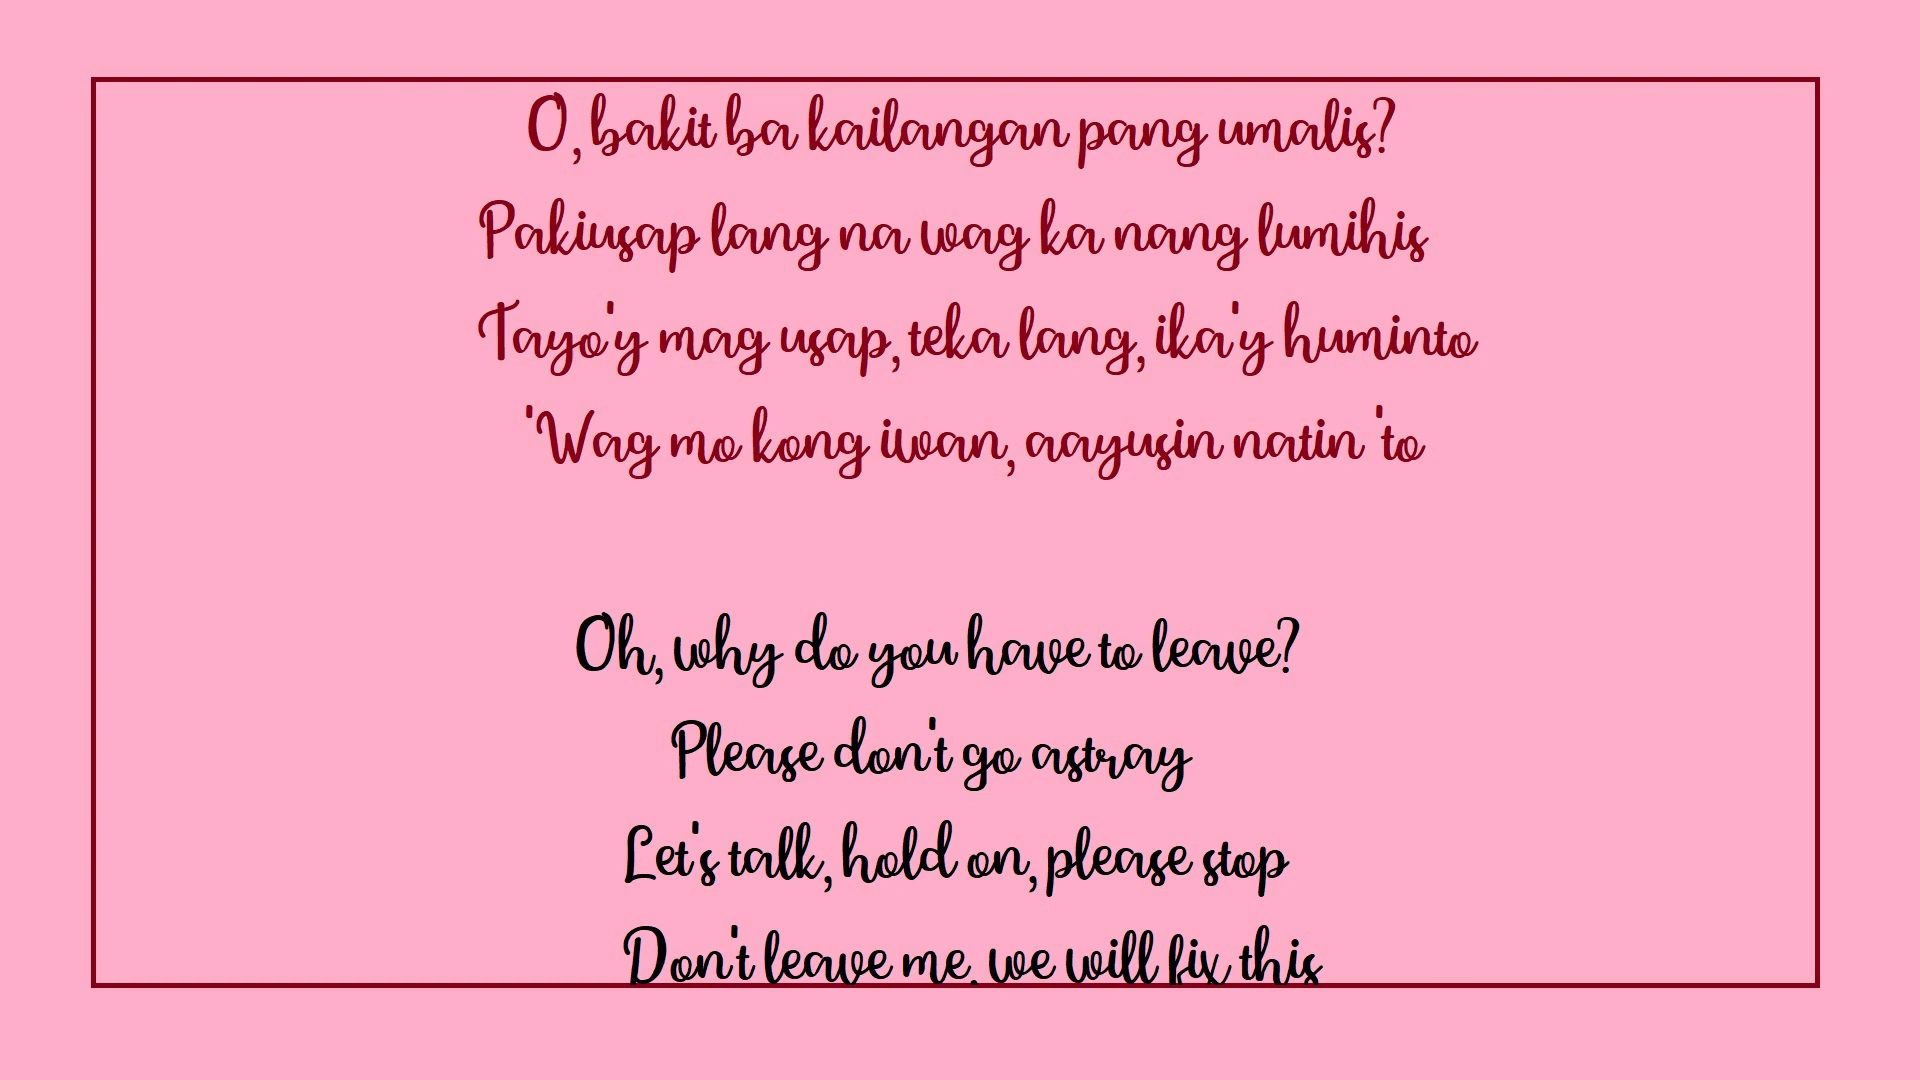 O, bakit ba kailangan pang umalis?
Pakiusap lang na wag ka nang lumihis
Tayo'y mag usap, teka lang, ika'y huminto
'Wag mo kong iwan, aayusin natin 'to
Oh, why do you have to leave?
Please don't go astray
Let's talk, hold on, please stop
Don't leave me, we will fix this